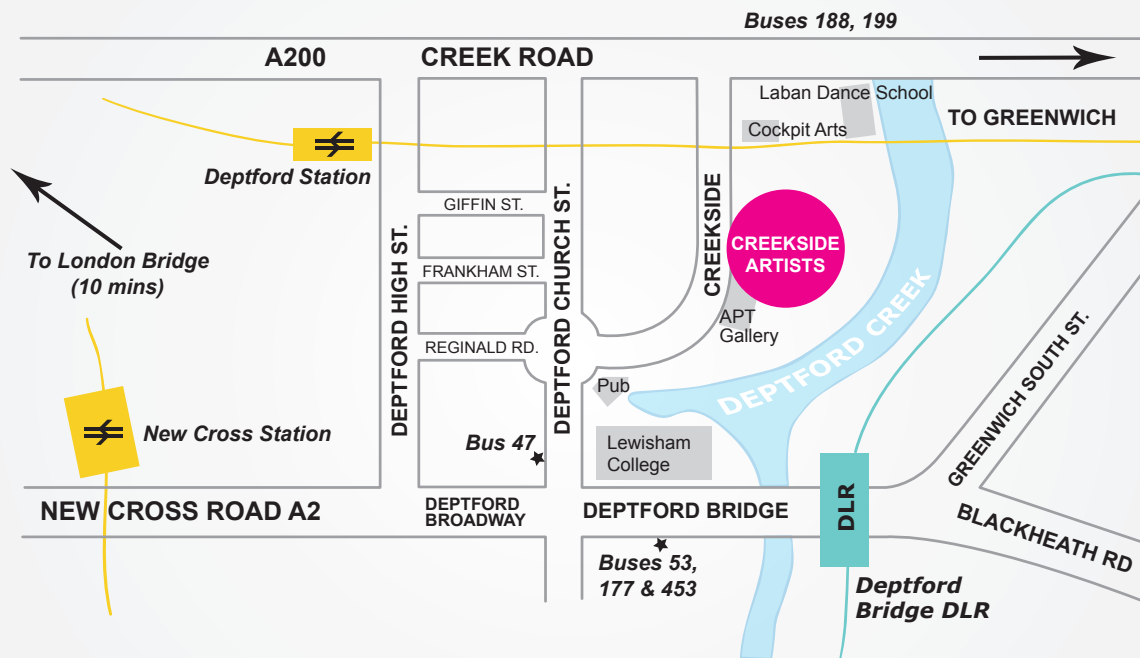 Buses 188, 199
A200
CREEK ROAD
Laban Dance School
TO GREENWICH
Cockpit Arts
Deptford Station
GIFFIN ST.
DEPTFORD HIGH ST.
DEPTFORD CHURCH ST.
CREEKSIDE
CREEKSIDE
ARTISTS
To London Bridge
(10 mins)
FRANKHAM ST.
APT
Gallery
REGINALD RD.
DEPTFORD CREEK
GREENWICH SOUTH ST.
Pub
New Cross Station
Bus 47
Lewisham
College
NEW CROSS ROAD A2
DEPTFORD
BROADWAY
DEPTFORD BRIDGE
DLR
BLACKHEATH RD
Buses 53,
177 & 453
Deptford
Bridge DLR